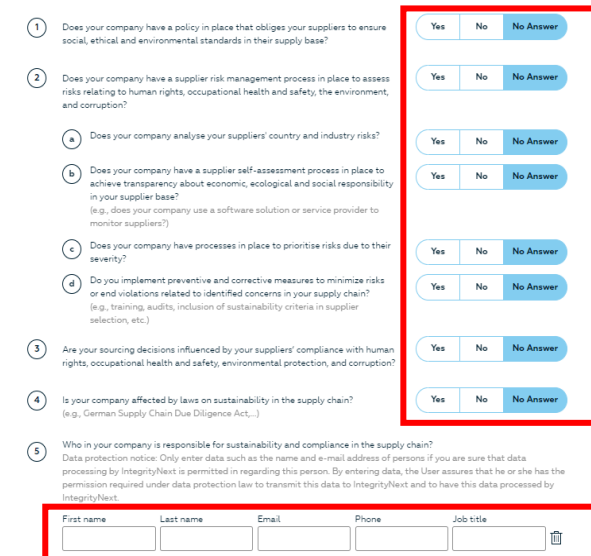 1 Does your company have a policy in place that obliges your suppliers to ensure Yes No No Answer
social, ethical and environmental standards in their supply base?
2 Does your company have a supplier risk management process in place to assess Yes No No Answer
risks relating to human rights, occupational health and safety, the environment,
and corruption?
a Does your company analyse your suppliers' country and industry risks? Yes No No Answer
b Does your company have a supplier self-assessment process in place to Yes No No Answer
achieve transparency about economic, ecological and social responsibility
in your supplier base?
(e.g., does your company use a software solution or service provider to
monitor suppliers?)
c Does your company have processes in place to prioritise risks due to their Yes No No Answer
severity?
d Do you implement preventive and corrective measures to minimize risks Yes No No Answer
or end violations related to identified concerns in your supply chain?
(e.g., training, audits, inclusion of sustainability criteria in supplier
selection, etc.)
3 Are your sourcing decisions influenced by your suppliers' compliance with human Yes No No Answer
rights, occupational health and safety, environmental protection, and corruption?
4 Is your company affected by laws on sustainability in the supply chain? Yes No No Answer
(e.g., German Supply Chain Due Diligence Act,...)
5 Who in your company is responsible for sustainability and compliance in the supply chain?
Data protection notice: Only enter data such as the name and e-mail address of persons if you are sure that data
processing by IntegrityNext is permitted in regarding this person. By entering data, the User assures that he or she has the
permission required under data protection law to transmit this data to IntegrityNext and to have this data processed by
IntegrityNext.
First name Last name Email Phone Job title